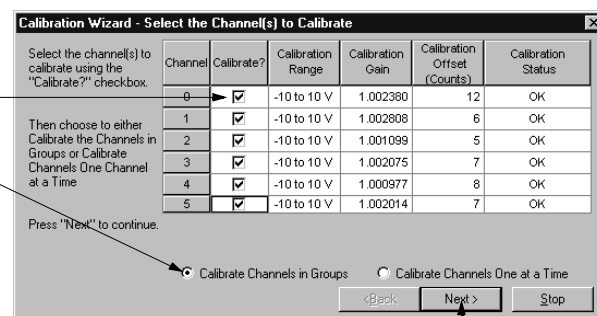 Calibration Wizard - Select the Channel(s) to Calibrate
Select the channel(s) to
calibrate using the
"Calibrate?" checkbox.
Then choose to either
Calibrate the Channels in
Groups or Calibrate
Channels One Channel
at a Time
Press "Next" to continue.
Channel Calibrate? Calibration Range Calibration Gain Calibration Offset (Counts) Calibration Status
0 -10 to 10 V 1.002380 12 OK
1 -10 to 10 V 1.002808 6 OK
2 -10 to 10 V 1.001099 5 OK
3 -10 to 10 V 1.002075 7 OK
4 -10 to 10 V 1.000977 8 OK
5 -10 to 10 V 1.002014 7 OK
Calibrate Channels in Groups Calibrate Channels One at a Time
<Back Next > Stop